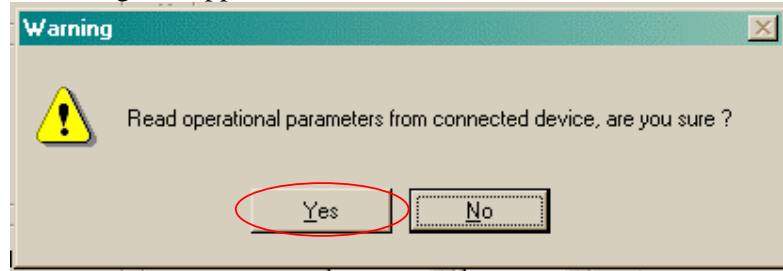 Warning
Read operational parameters from connected device, are you sure ?
Yes
No